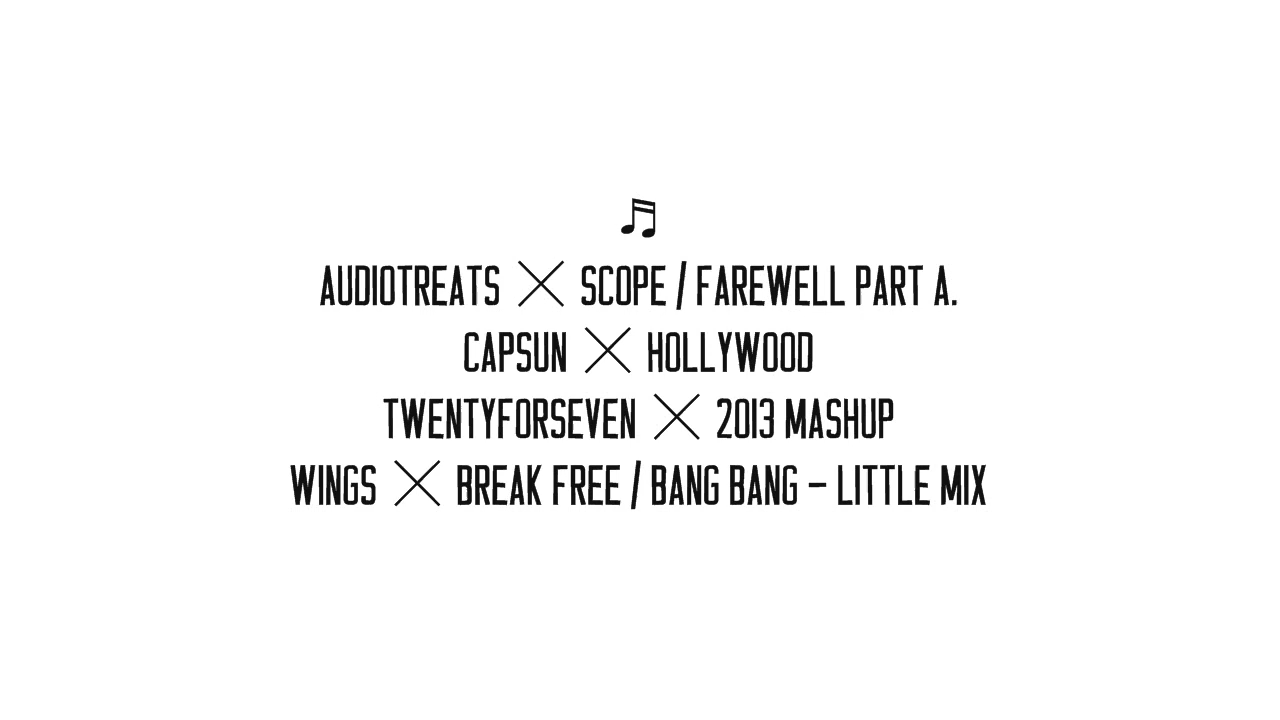 ♫
AUDIOTREATS ╳ SCOPE / FAREWELL PART A.
CAPSUN ╳ HOLLYWOOD
TWENTYFORSEVEN ╳ 2013 MASHUP
WINGS ╳ BREAK FREE / BANG BANG – LITTLE MIX